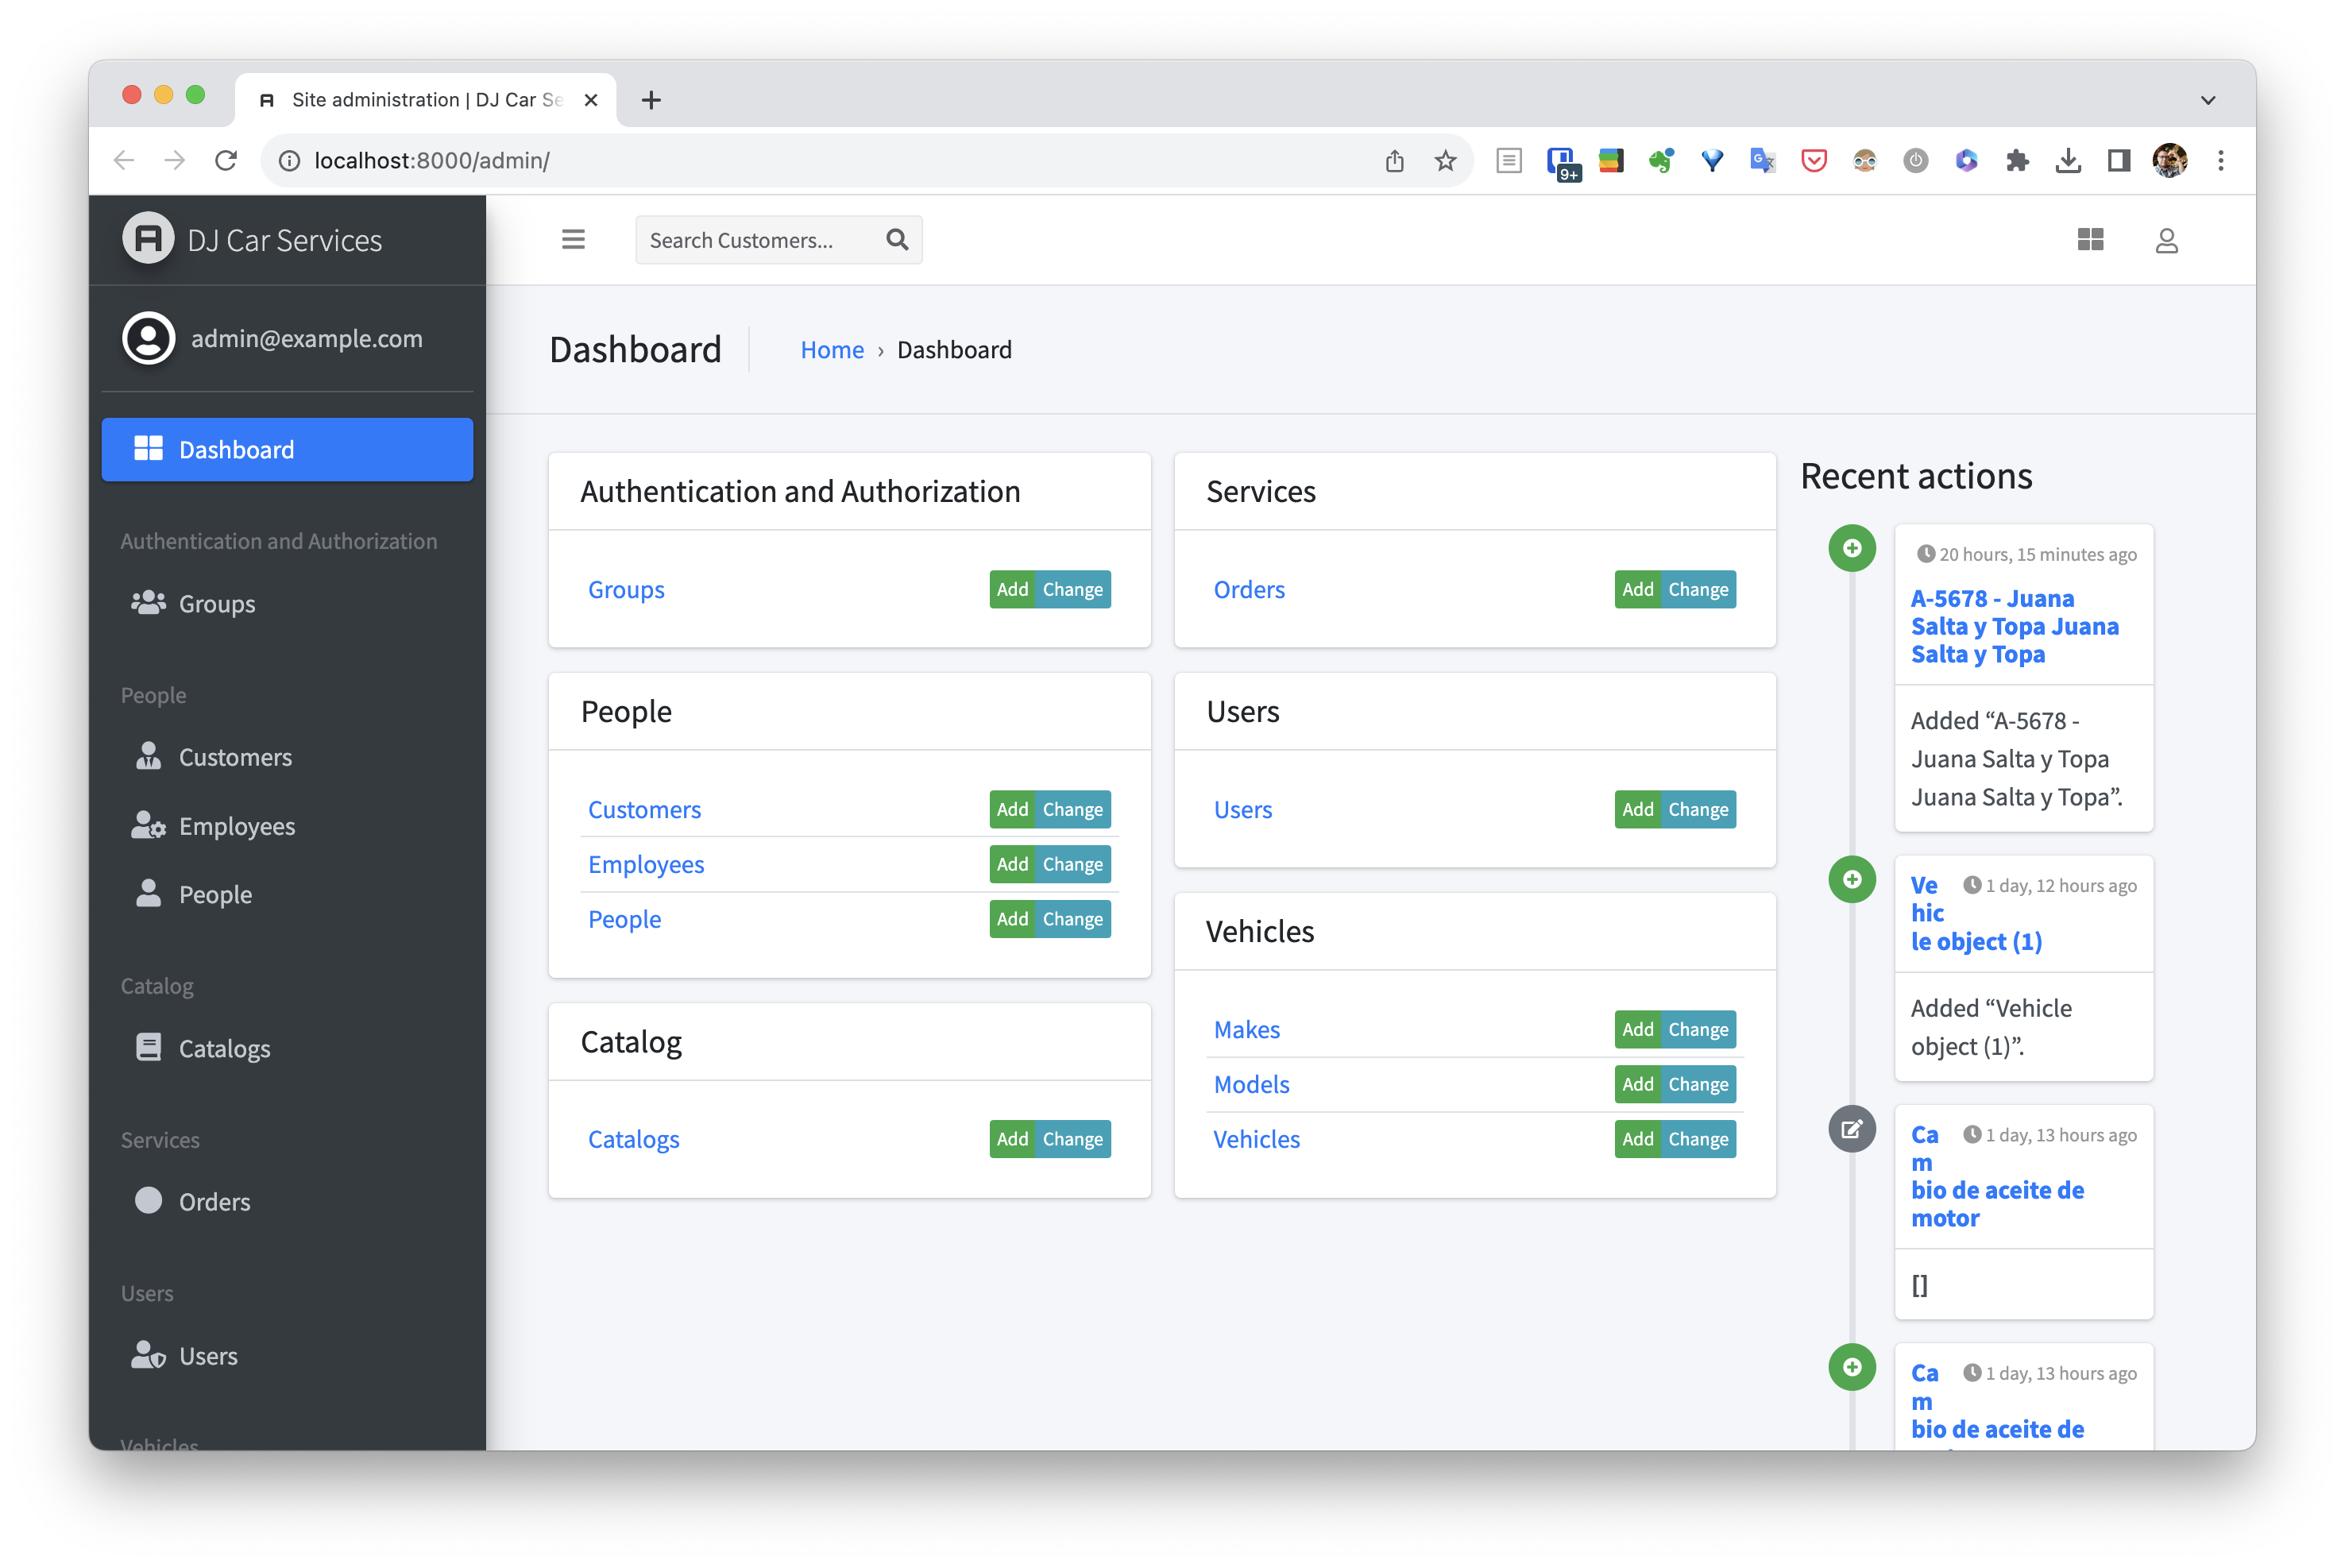 Site administration | DJ Car Se
localhost:8000/admin/
9+
DJ Car Services
Search Customers...
admin@example.com
Dashboard
Home › Dashboard
Dashboard
Authentication and Authorization
Groups
People
Customers
Employees
People
Catalog
Catalogs
Services
Orders
Users
Users
Vehicles
Authentication and Authorization
Groups Add Change
People
Customers Add Change
Employees Add Change
People Add Change
Catalog
Catalogs Add Change
Services
Orders Add Change
Users
Users Add Change
Vehicles
Makes Add Change
Models Add Change
Vehicles Add Change
Recent actions
20 hours, 15 minutes ago
A-5678 - Juana
Salta y Topa Juana
Salta y Topa
Added “A-5678 -
Juana Salta y Topa
Juana Salta y Topa”.
Ve 1 day, 12 hours ago
hic
le object (1)
Added “Vehicle
object (1)”.
Ca 1 day, 13 hours ago
m
bio de aceite de
motor
[]
Ca 1 day, 13 hours ago
m
bio de aceite de